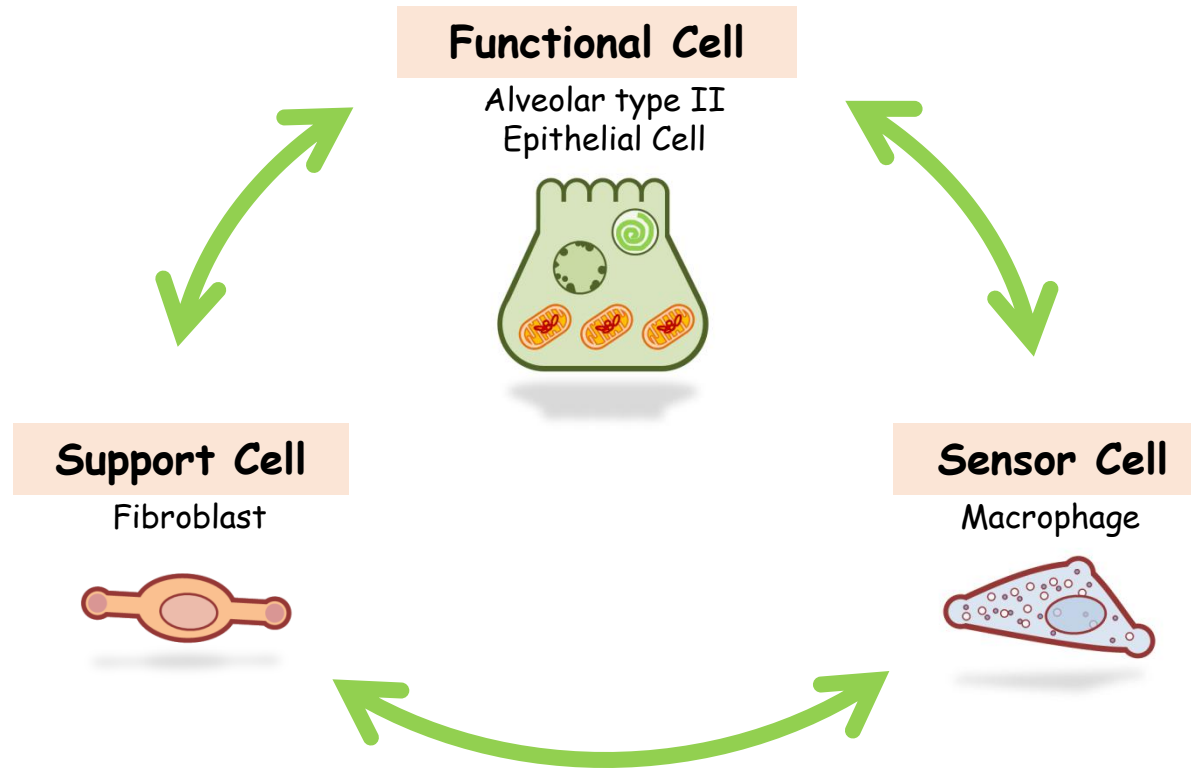 Functional Cell
Alveolar type II
Epithelial Cell
Support Cell
Fibroblast
Sensor Cell
Macrophage